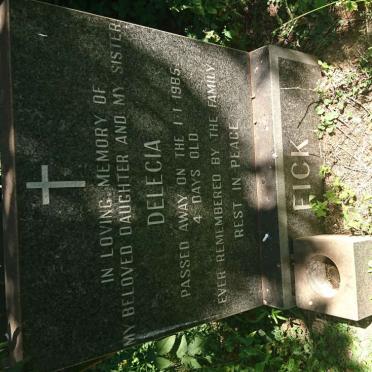 IN LOVING MEMORY OF
MY BELOVED DAUGHTER AND MY SISTER
DELECIA
PASSED AWAY ON THE 1.1.1985.
4 DAYS OLD
EVER REMEMBERED BY THE FAMILY
REST IN PEACE
FICK